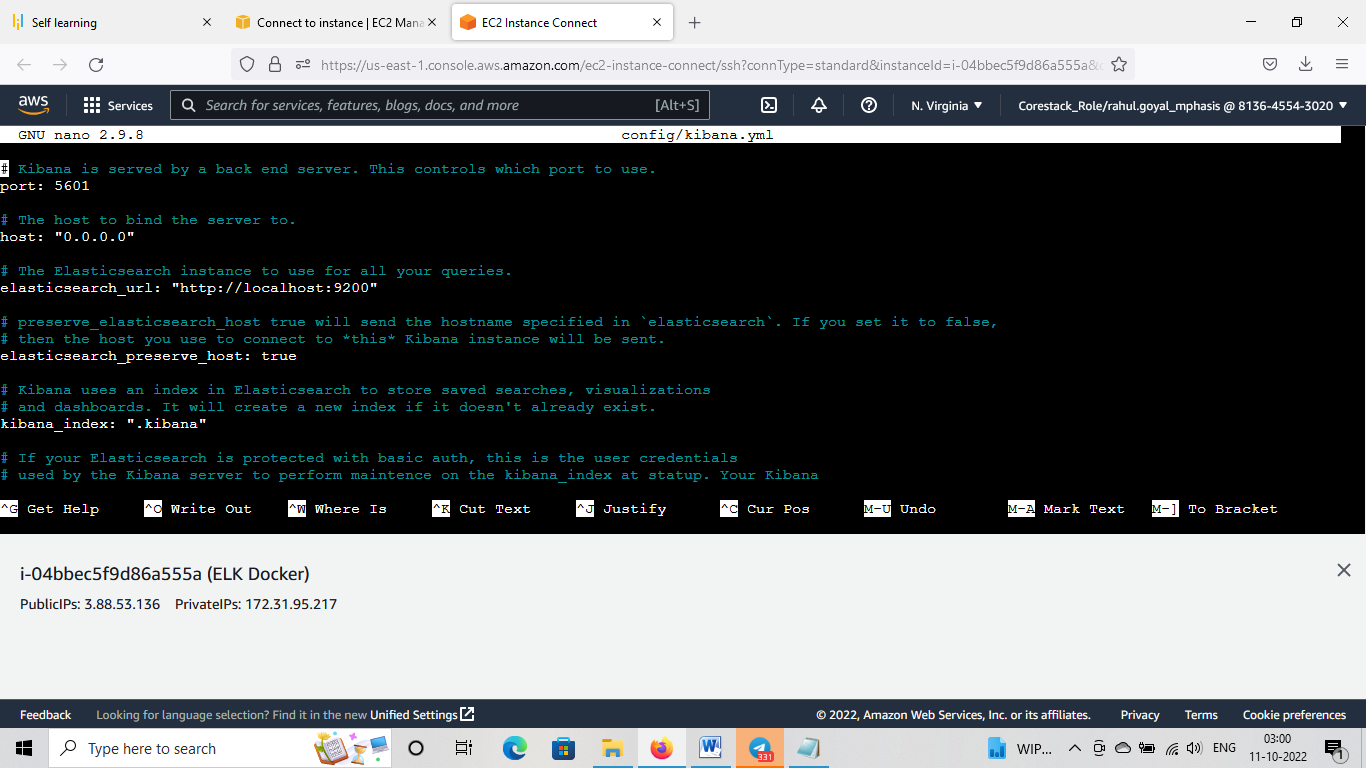 Self learning
Connect to instance | EC2 Mana
EC2 Instance Connect
https://us-east-1.console.aws.amazon.com/ec2-instance-connect/ssh?connType=standard&instanceId=i-04bbec5f9d86a555a&
aws
Services
Search for services, features, blogs, docs, and more
[Alt+S]
N. Virginia
Corestack_Role/rahul.goyal_mphasis @ 8136-4554-3020
GNU nano 2.9.8 config/kibana.yml
# Kibana is served by a back end server. This controls which port to use.
port: 5601
# The host to bind the server to.
host: "0.0.0.0"
# The Elasticsearch instance to use for all your queries.
elasticsearch_url: "http://localhost:9200"
# preserve_elasticsearch_host true will send the hostname specified in `elasticsearch`. If you set it to false,
# then the host you use to connect to *this* Kibana instance will be sent.
elasticsearch_preserve_host: true
# Kibana uses an index in Elasticsearch to store saved searches, visualizations
# and dashboards. It will create a new index if it doesn't already exist.
kibana_index: ".kibana"
# If your Elasticsearch is protected with basic auth, this is the user credentials
# used by the Kibana server to perform maintence on the kibana_index at statup. Your Kibana
^G Get Help ^O Write Out ^W Where Is ^K Cut Text ^J Justify ^C Cur Pos M-U Undo M-A Mark Text M-] To Bracket
i-04bbec5f9d86a555a (ELK Docker)
PublicIPs: 3.88.53.136 PrivateIPs: 172.31.95.217
Feedback Looking for language selection? Find it in the new Unified Settings © 2022, Amazon Web Services, Inc. or its affiliates. Privacy Terms Cookie preferences
Type here to search
331
WIP...
ENG
03:00
11-10-2022
1